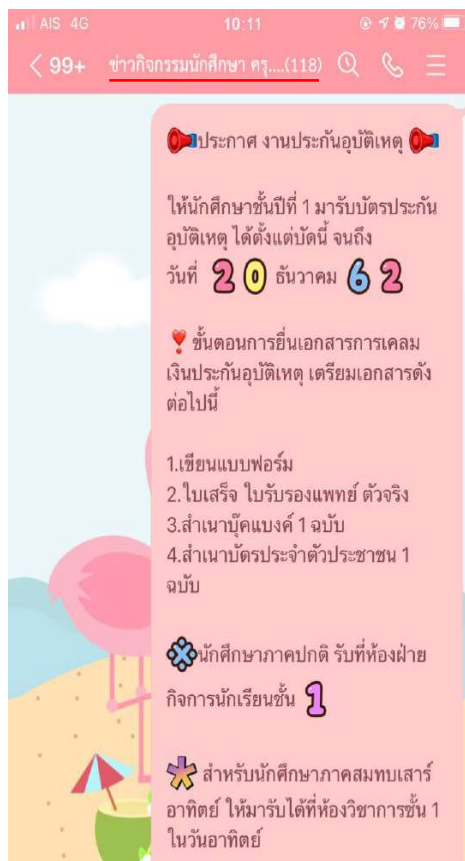 AIS 4G 10:11 76%
< 99+ ข่าวกิจกรรมนักศึกษา ครุ....(118)
📢ประกาศ งานประกันอุบัติเหตุ📢
ให้นักศึกษาชั้นปีที่ 1 มารับบัตรประกัน
อุบัติเหตุ ได้ตั้งแต่บัดนี้ จนถึง
วันที่ 20 ธันวาคม 62
❣ ขั้นตอนการยื่นเอกสารการเคลม
เงินประกันอุบัติเหตุ เตรียมเอกสารดัง
ต่อไปนี้
1.เขียนแบบฟอร์ม
2.ใบเสร็จ ใบรับรองแพทย์ ตัวจริง
3.สำเนาบุ๊คแบงค์ 1 ฉบับ
4.สำเนาบัตรประจำตัวประชาชน 1
ฉบับ
นักศึกษาภาคปกติ รับที่ห้องฝ่าย
กิจการนักเรียนชั้น 1
* สำหรับนักศึกษาภาคสมทบเสาร์
อาทิตย์ ให้มารับได้ที่ห้องวิชาการชั้น 1
ในวันอาทิตย์